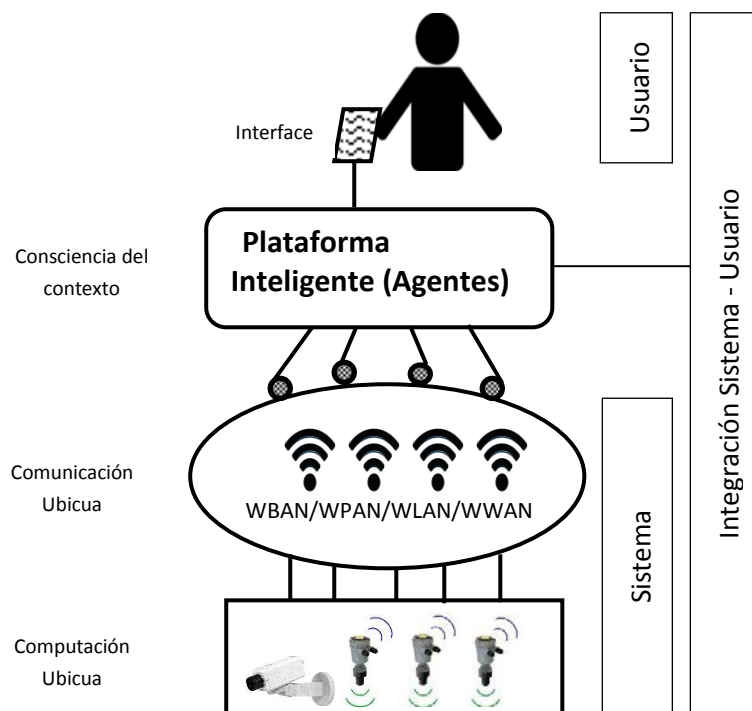 Interface
Usuario
Consciencia del
contexto
Plataforma
Inteligente (Agentes)
Integración Sistema - Usuario
Comunicación
Ubicua
WBAN/WPAN/WLAN/WWAN
Sistema
Computación
Ubicua